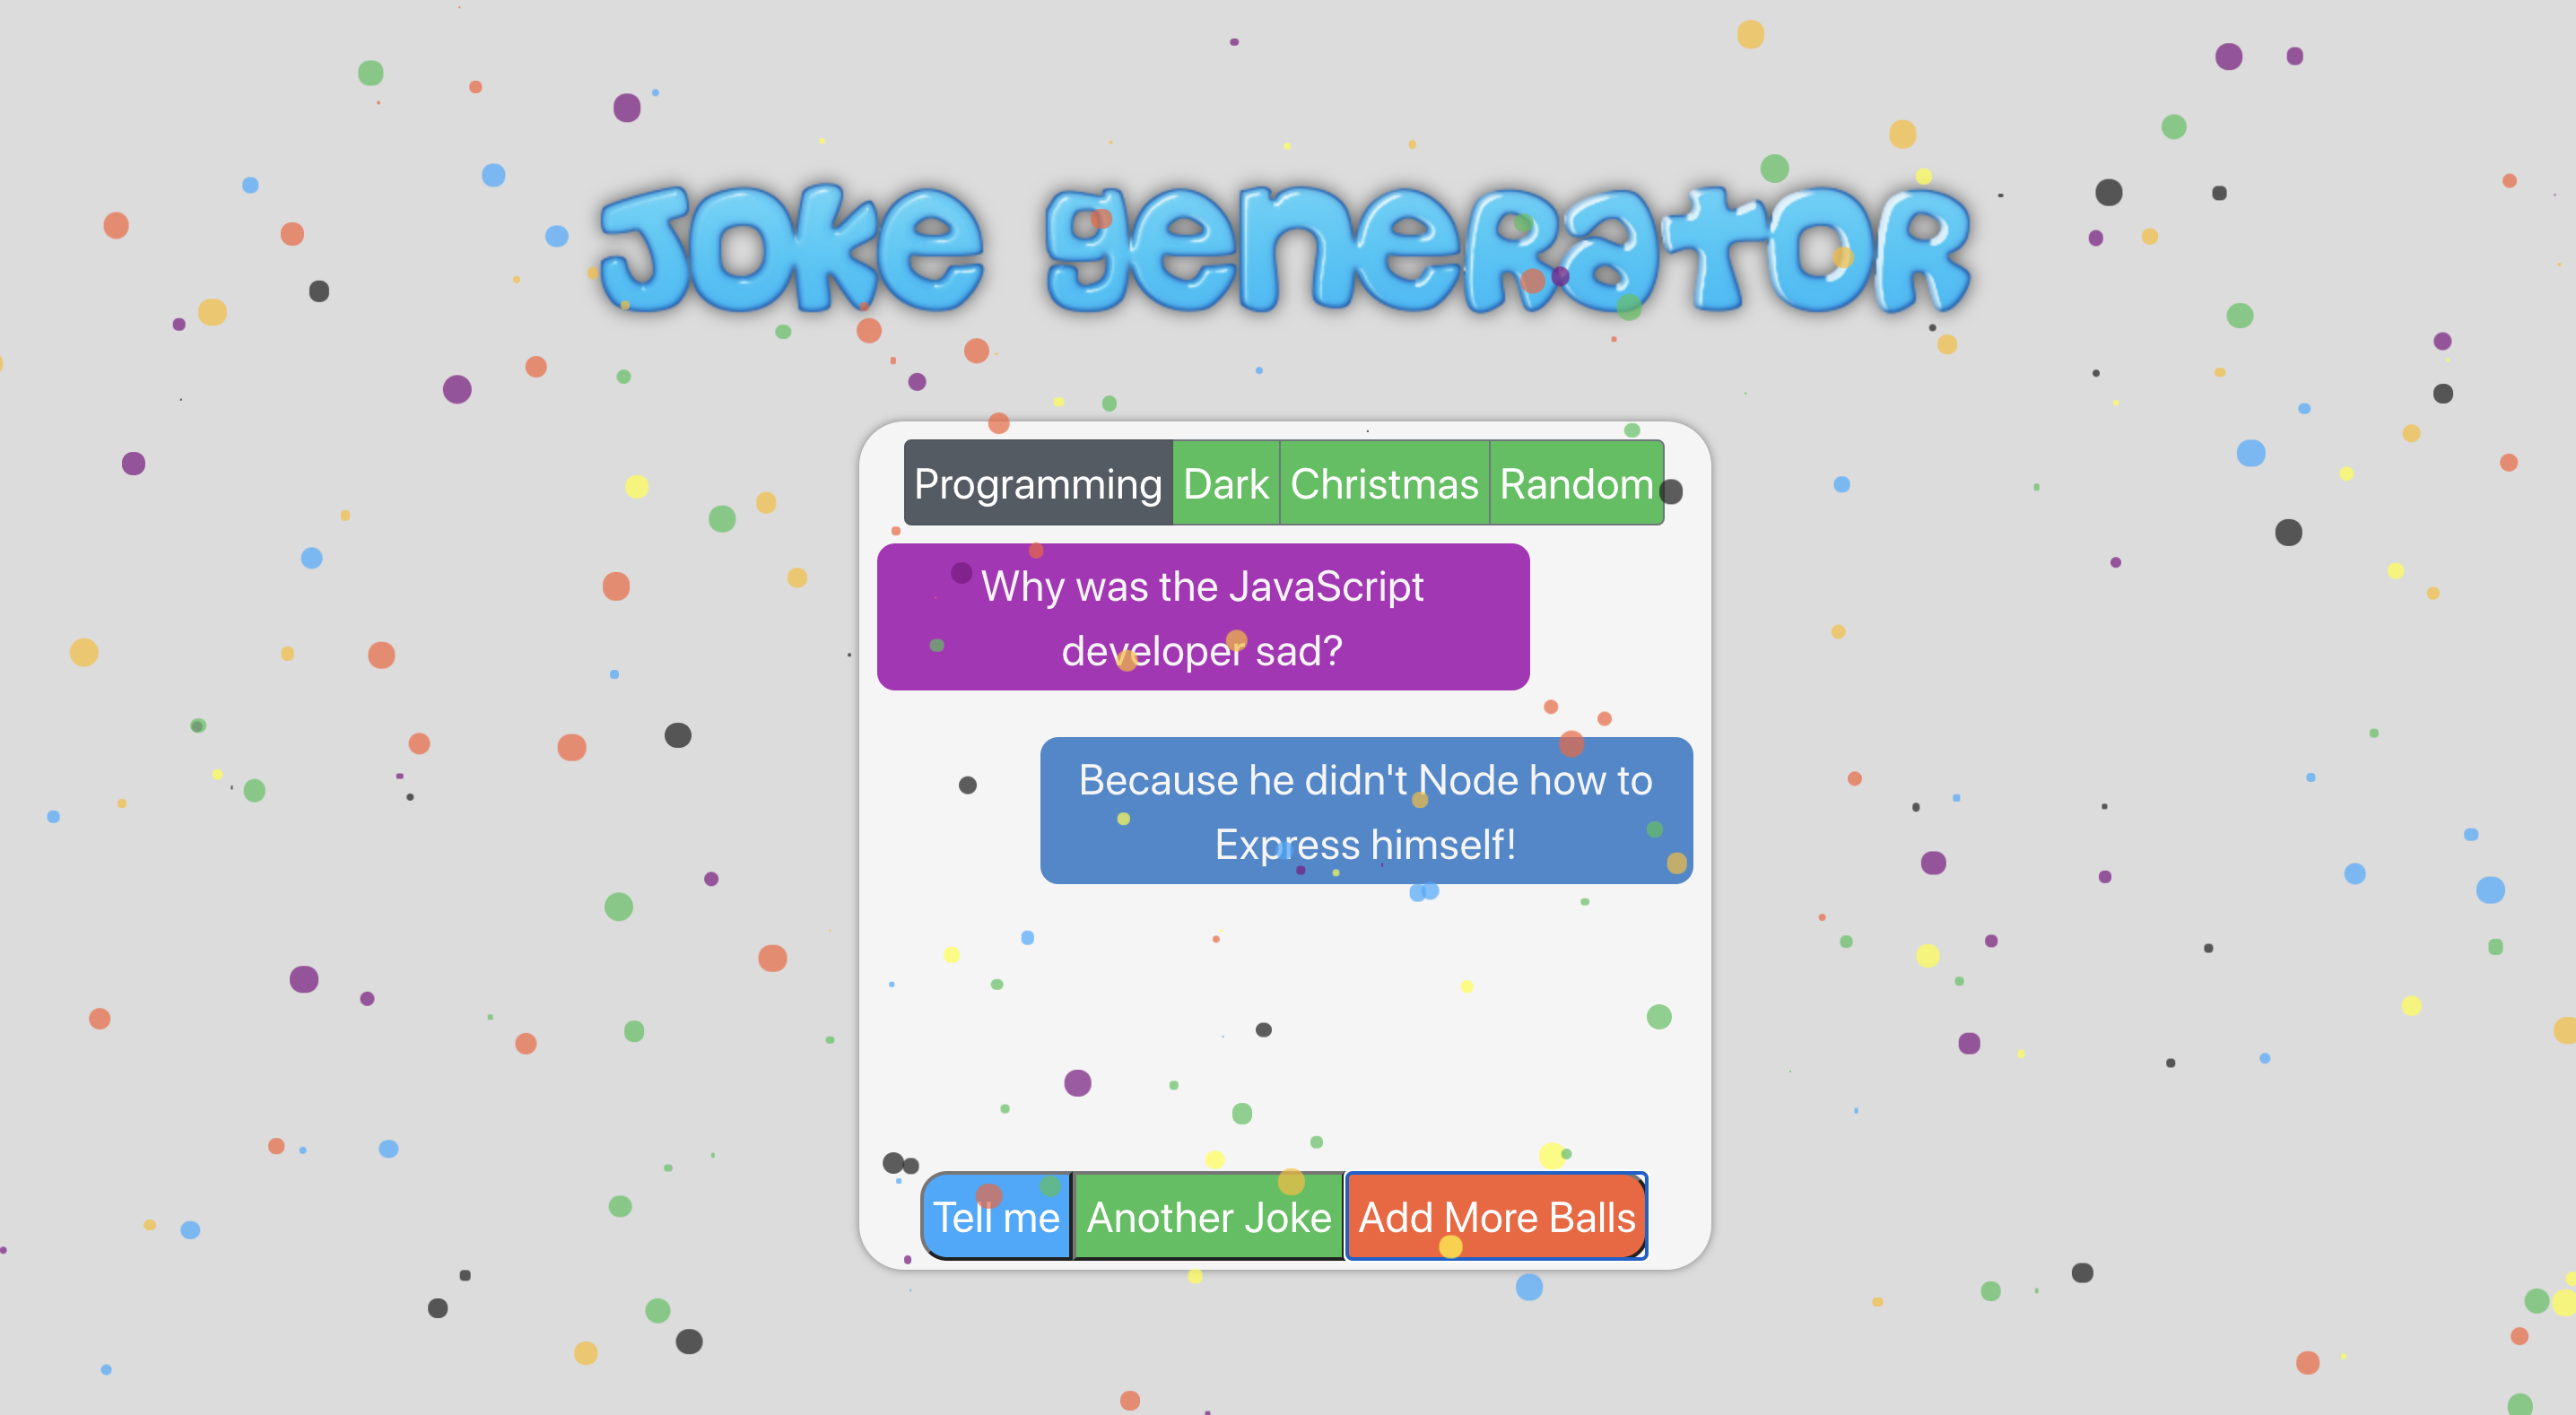 Joke generator
Programming Dark Christmas Random
Why was the JavaScript
developer sad?
Because he didn't Node how to
Express himself!
Tell me Another Joke Add More Balls